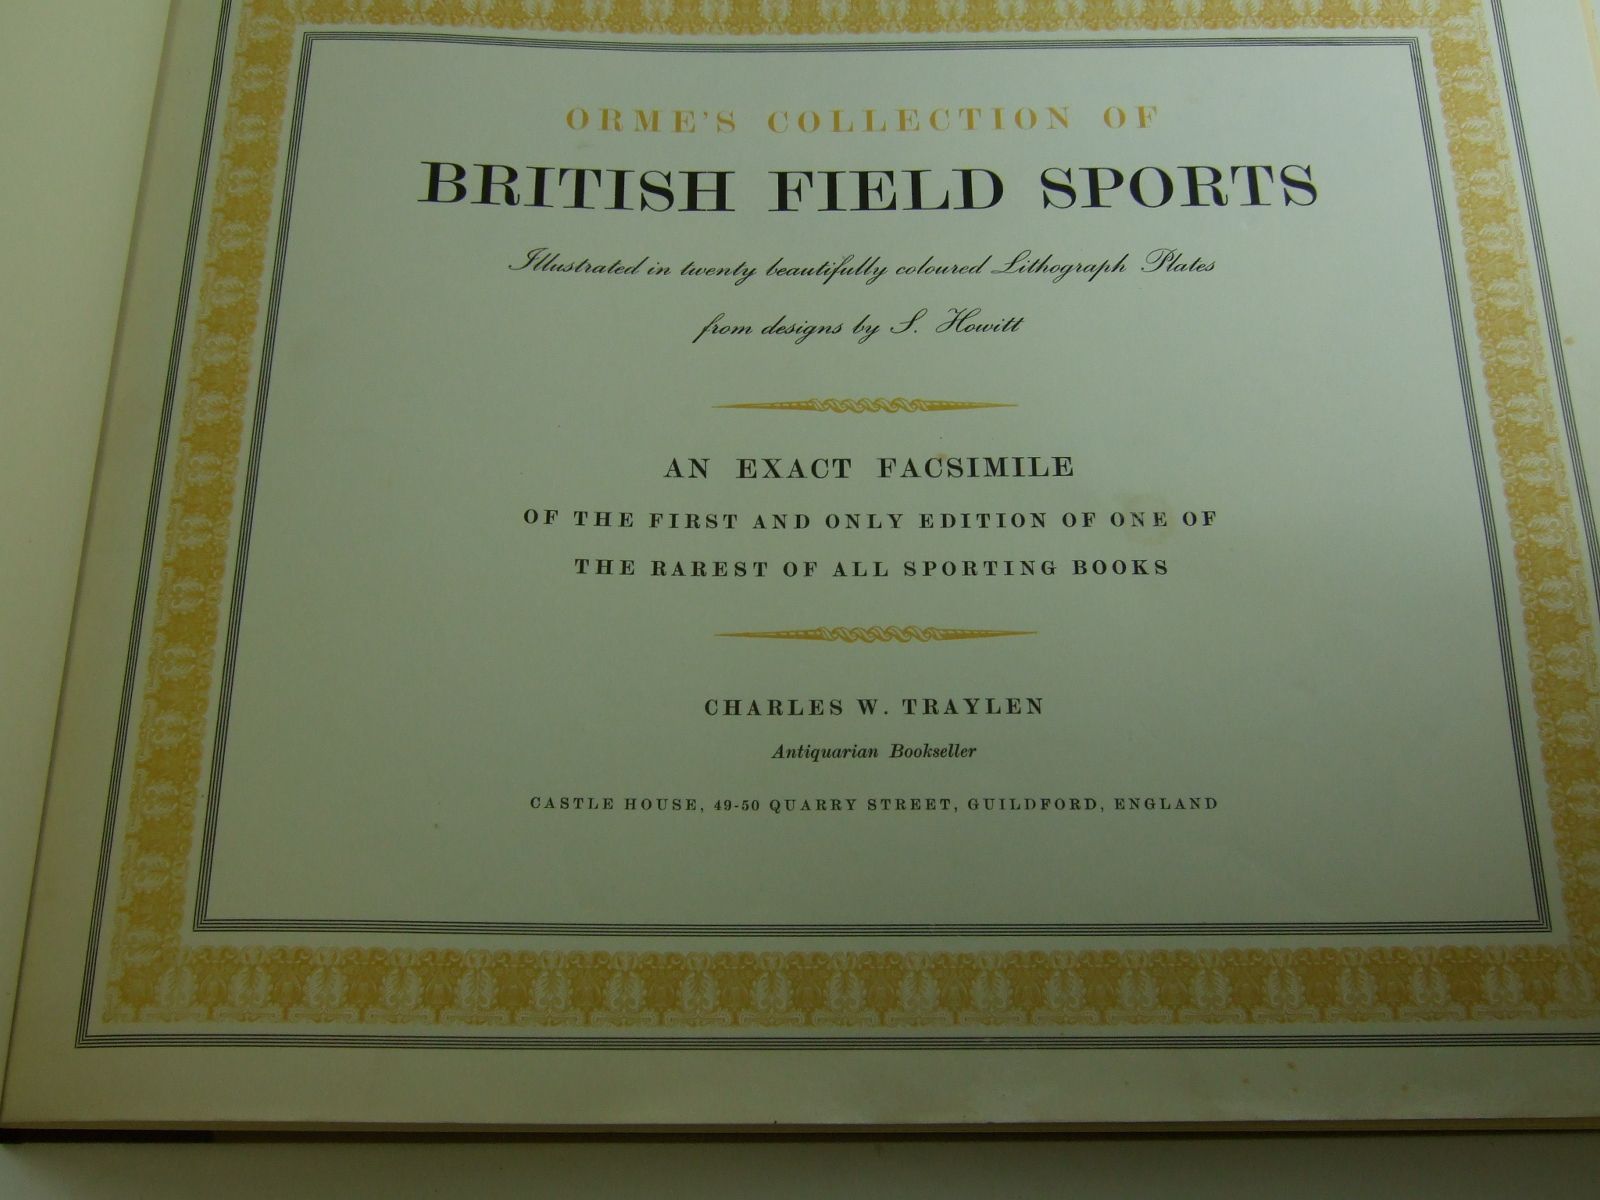 ORME'S COLLECTION OF
BRITISH FIELD SPORTS
Illustrated in twenty beautifully coloured Lithograph Plates
from designs by S. Howitt
AN EXACT FACSIMILE
OF THE FIRST AND ONLY EDITION OF ONE OF
THE RAREST OF ALL SPORTING BOOKS
CHARLES W. TRAYLEN
Antiquarian Bookseller
CASTLE HOUSE, 49-50 QUARRY STREET, GUILDFORD, ENGLAND